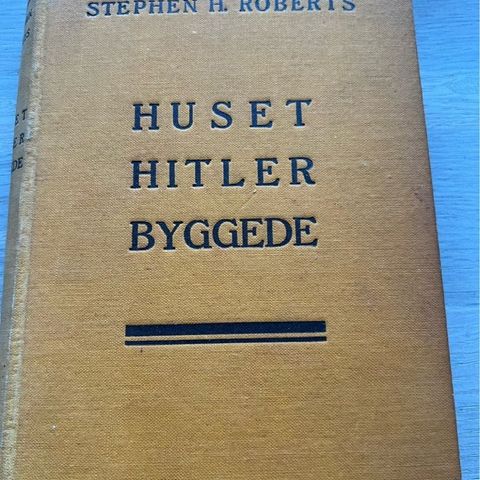 STEPHEN H. ROBERTS
HUSET
HITLER
BYGGEDE